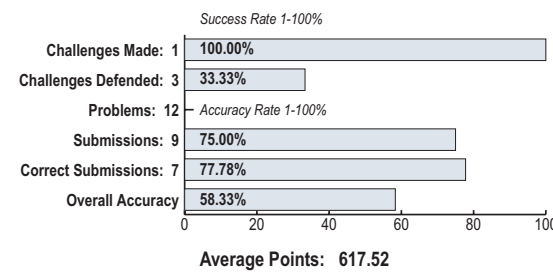 Success Rate 1-100%
Challenges Made: 1 100.00%
Challenges Defended: 3 33.33%
Problems: 12 Accuracy Rate 1-100%
Submissions: 9 75.00%
Correct Submissions: 7 77.78%
Overall Accuracy 58.33%
0 20 40 60 80 100
Average Points: 617.52